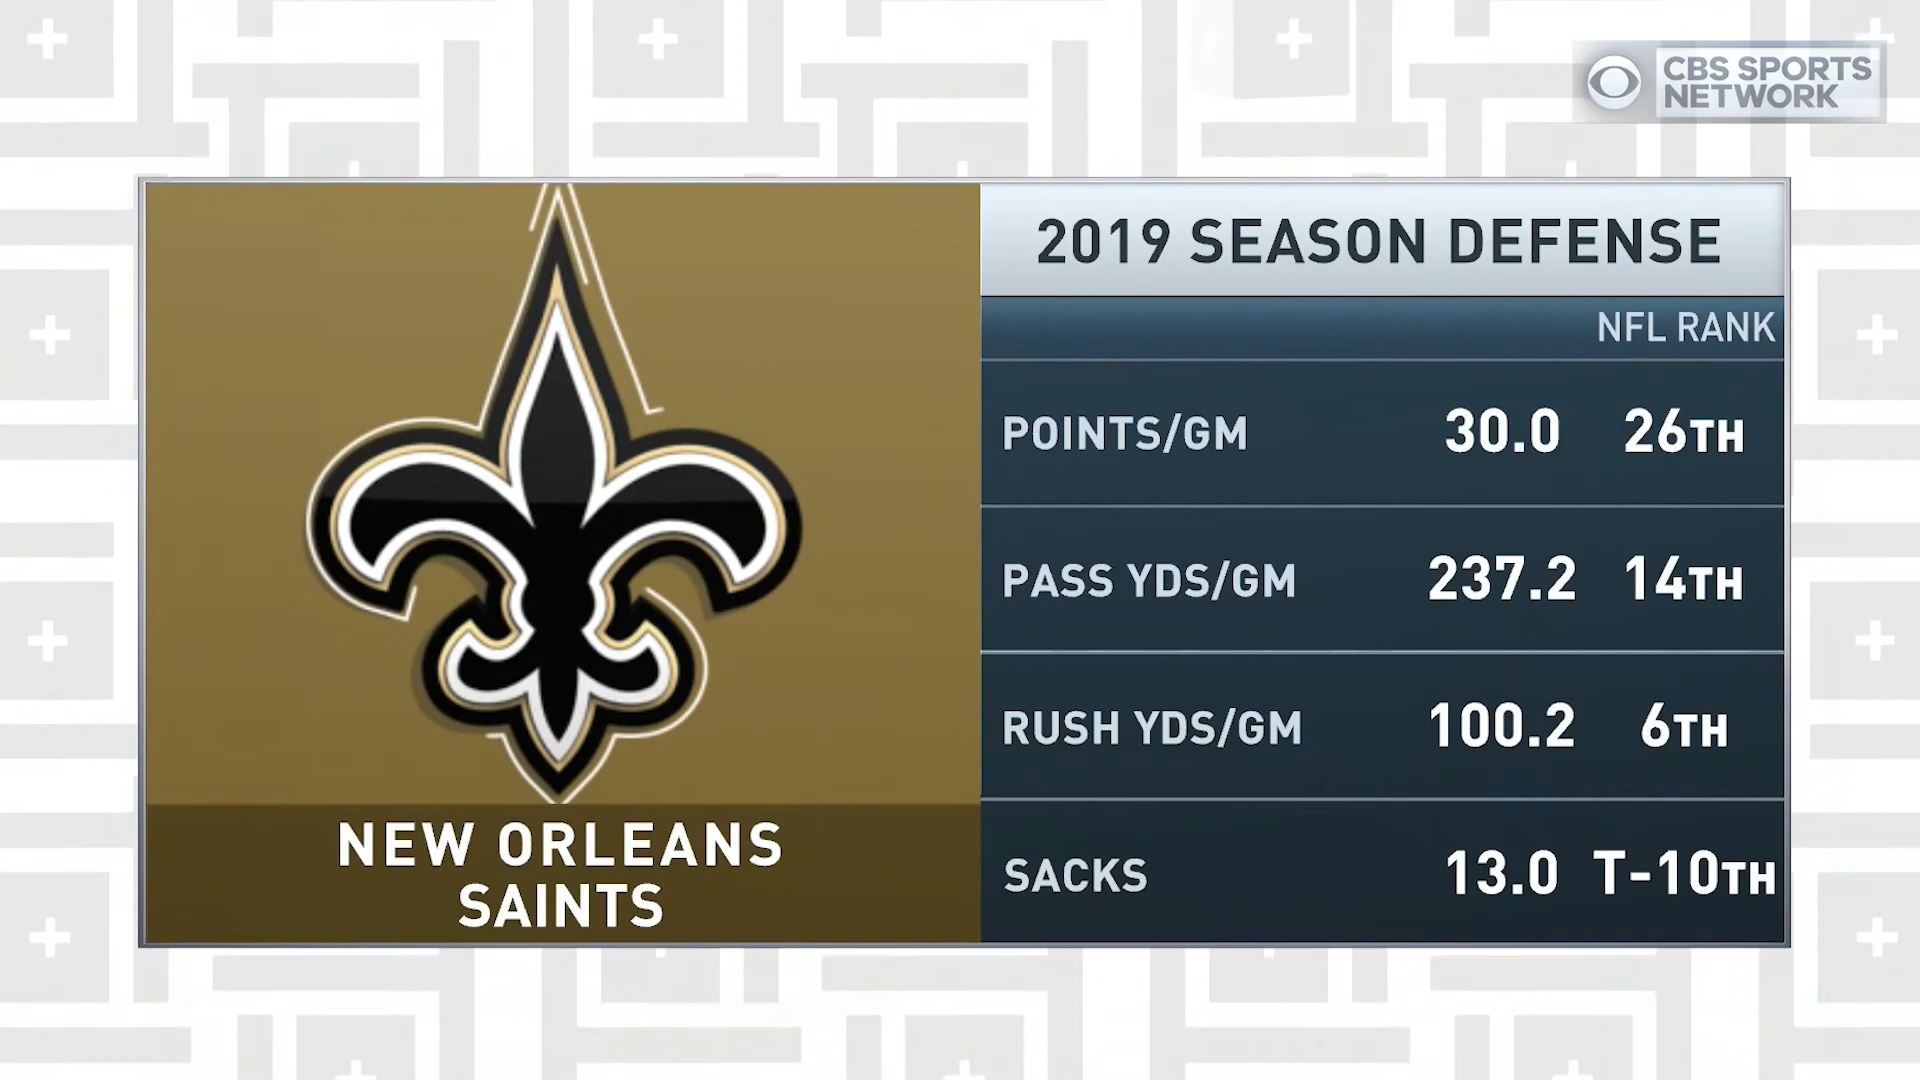 CBS SPORTS
NETWORK
2019 SEASON DEFENSE
NFL RANK
POINTS/GM 30.0 26TH
PASS YDS/GM 237.2 14TH
RUSH YDS/GM 100.2 6TH
SACKS 13.0 T-10TH
NEW ORLEANS
SAINTS